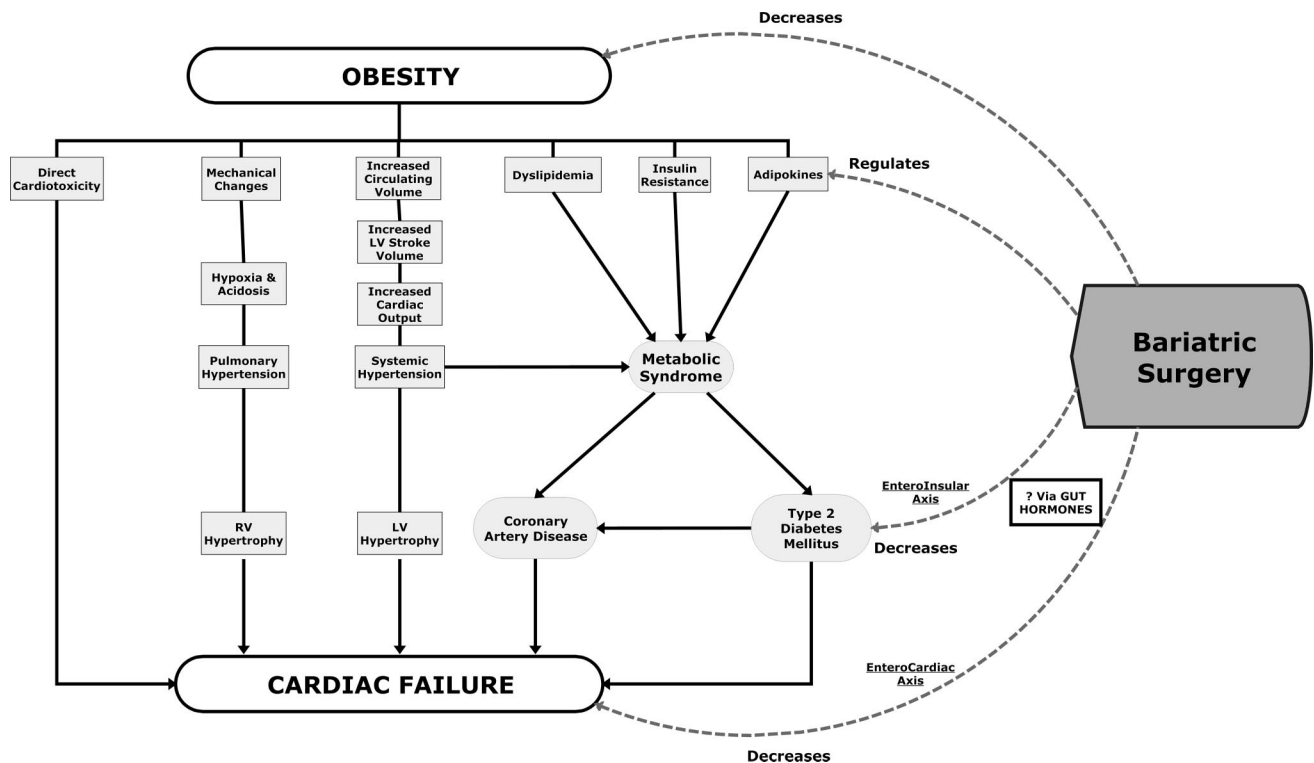 Decreases
OBESITY
Direct
Cardiotoxicity
Mechanical
Changes
Increased
Circulating
Volume
Dyslipidemia
Insulin
Resistance
Adipokines
Regulates
Increased
LV Stroke
Volume
Hypoxia &
Acidosis
Increased
Cardiac
Output
Pulmonary
Hypertension
Systemic
Hypertension
Metabolic
Syndrome
Bariatric
Surgery
RV
Hypertrophy
LV
Hypertrophy
Coronary
Artery Disease
Type 2
Diabetes
Mellitus
EnteroInsular
Axis
Decreases
? Via GUT
HORMONES
CARDIAC FAILURE
EnteroCardiac
Axis
Decreases